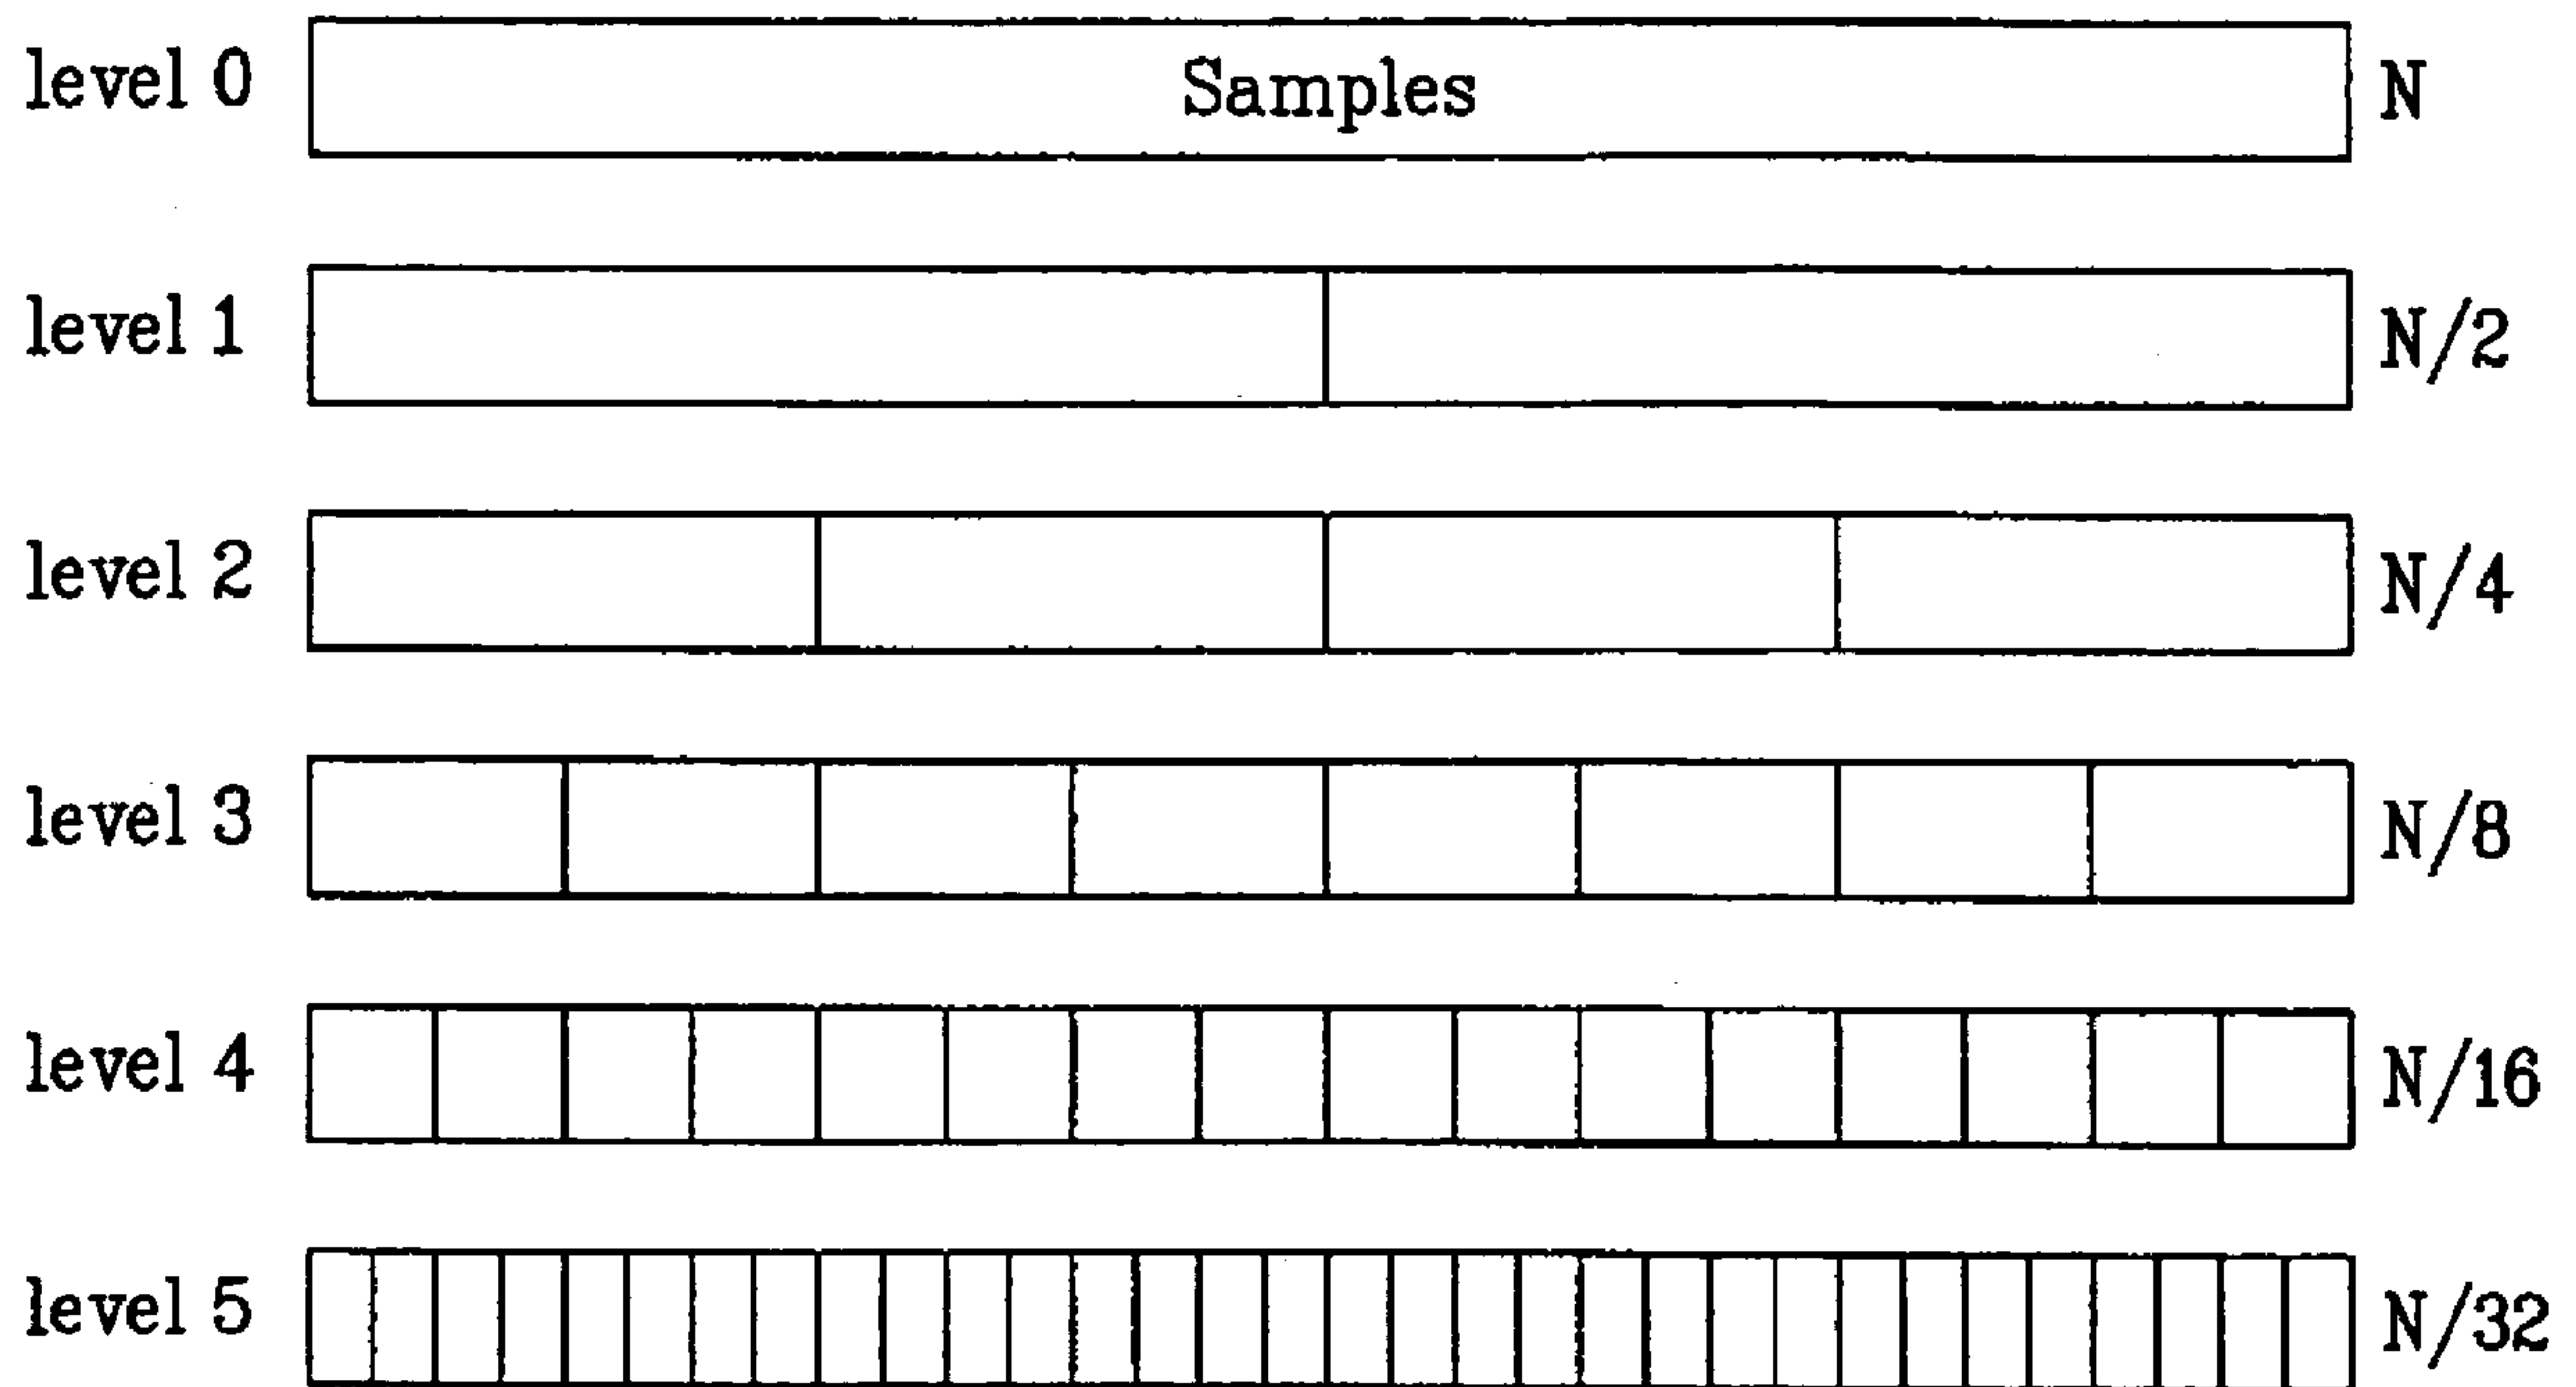 level 0 Samples N
level 1 N/2
level 2 N/4
level 3 N/8
level 4 N/16
level 5 N/32